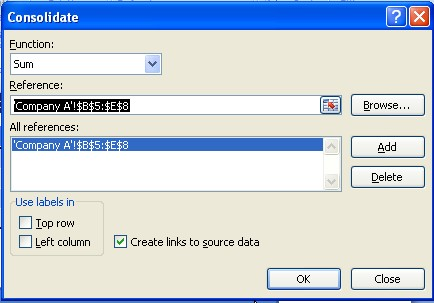 Consolidate
Function:
Sum
Reference:
'Company A'!$B$5:$E$8
Browse...
All references:
'Company A'!$B$5:$E$8
Add
Delete
Use labels in
Top row
Left column
Create links to source data
OK
Close